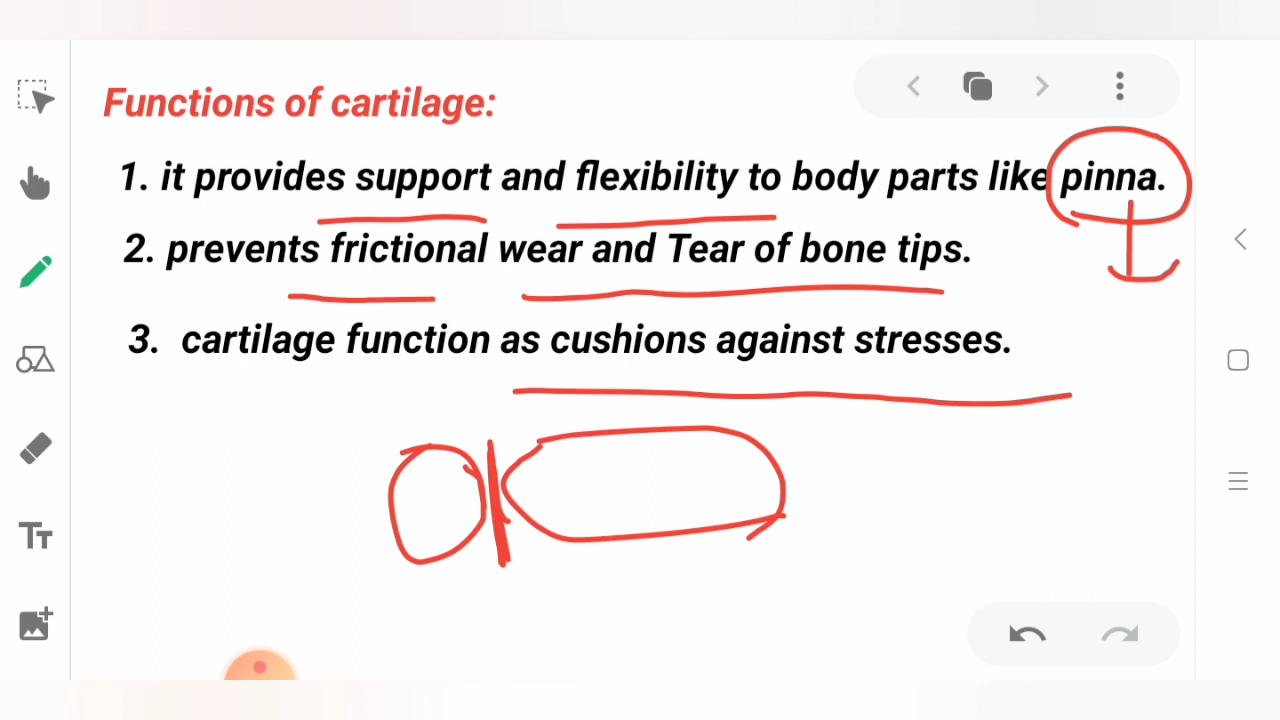 Functions of cartilage:
1. it provides support and flexibility to body parts like pinna.
2. prevents frictional wear and Tear of bone tips.
3. cartilage function as cushions against stresses.